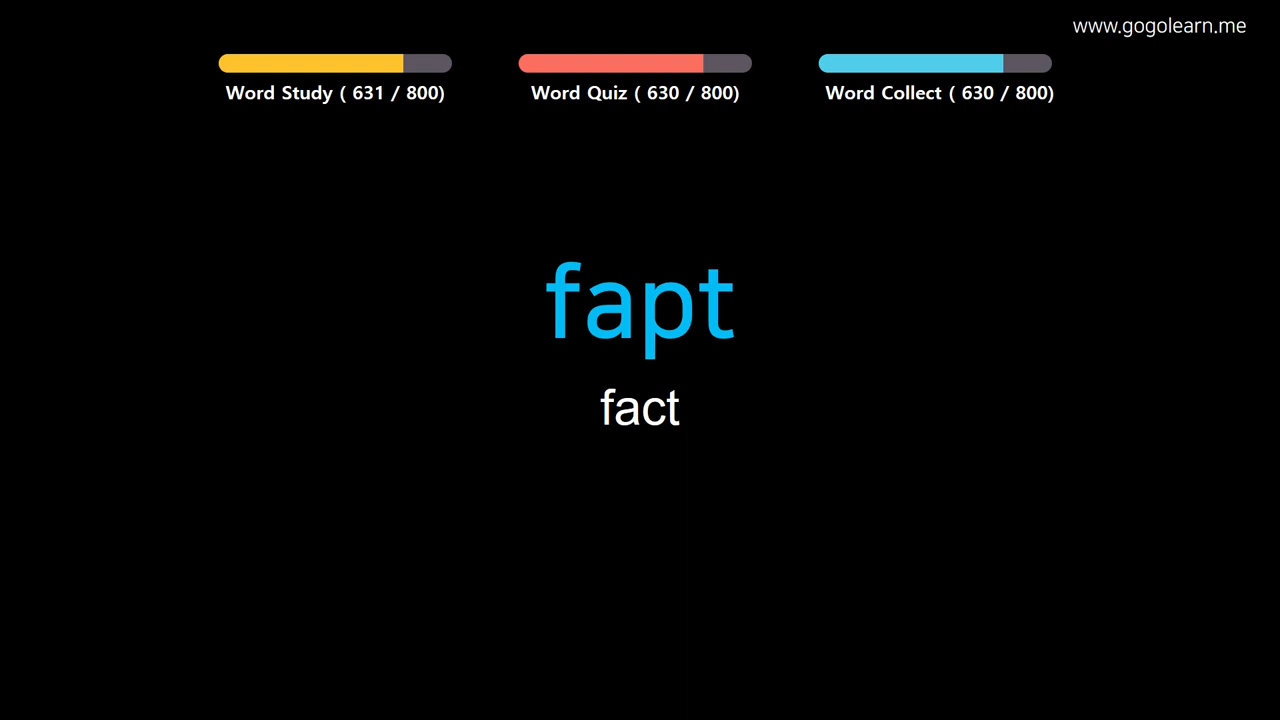 www.gogolearn.me
Word Study ( 631 / 800)
Word Quiz ( 630 / 800)
Word Collect ( 630 / 800)
fapt
fact